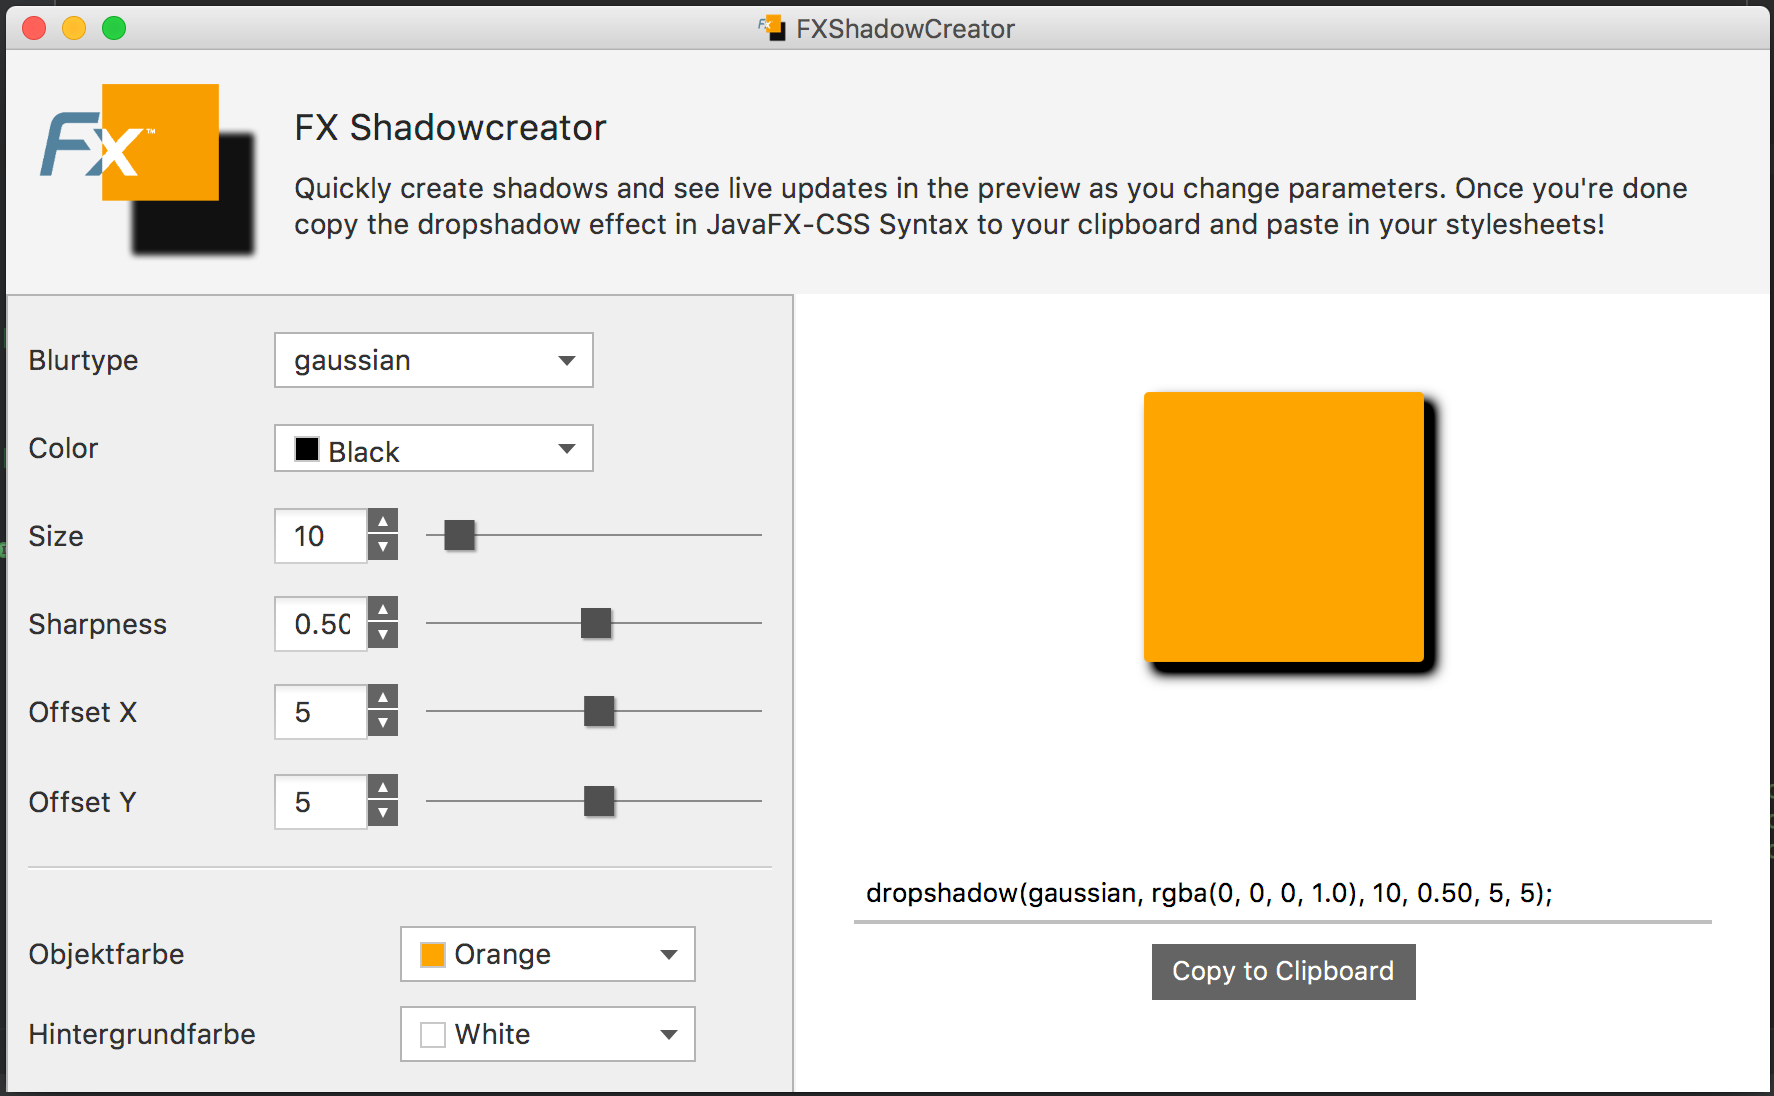 FXShadowCreator
Fx™
FX Shadowcreator
Quickly create shadows and see live updates in the preview as you change parameters. Once you're done
copy the dropshadow effect in JavaFX-CSS Syntax to your clipboard and paste in your stylesheets!
Blurtype
gaussian
Color
Black
Size
10
Sharpness
0.50
Offset X
5
Offset Y
5
Objektfarbe
Orange
Hintergrundfarbe
White
dropshadow(gaussian, rgba(0, 0, 0, 1.0), 10, 0.50, 5, 5);
Copy to Clipboard